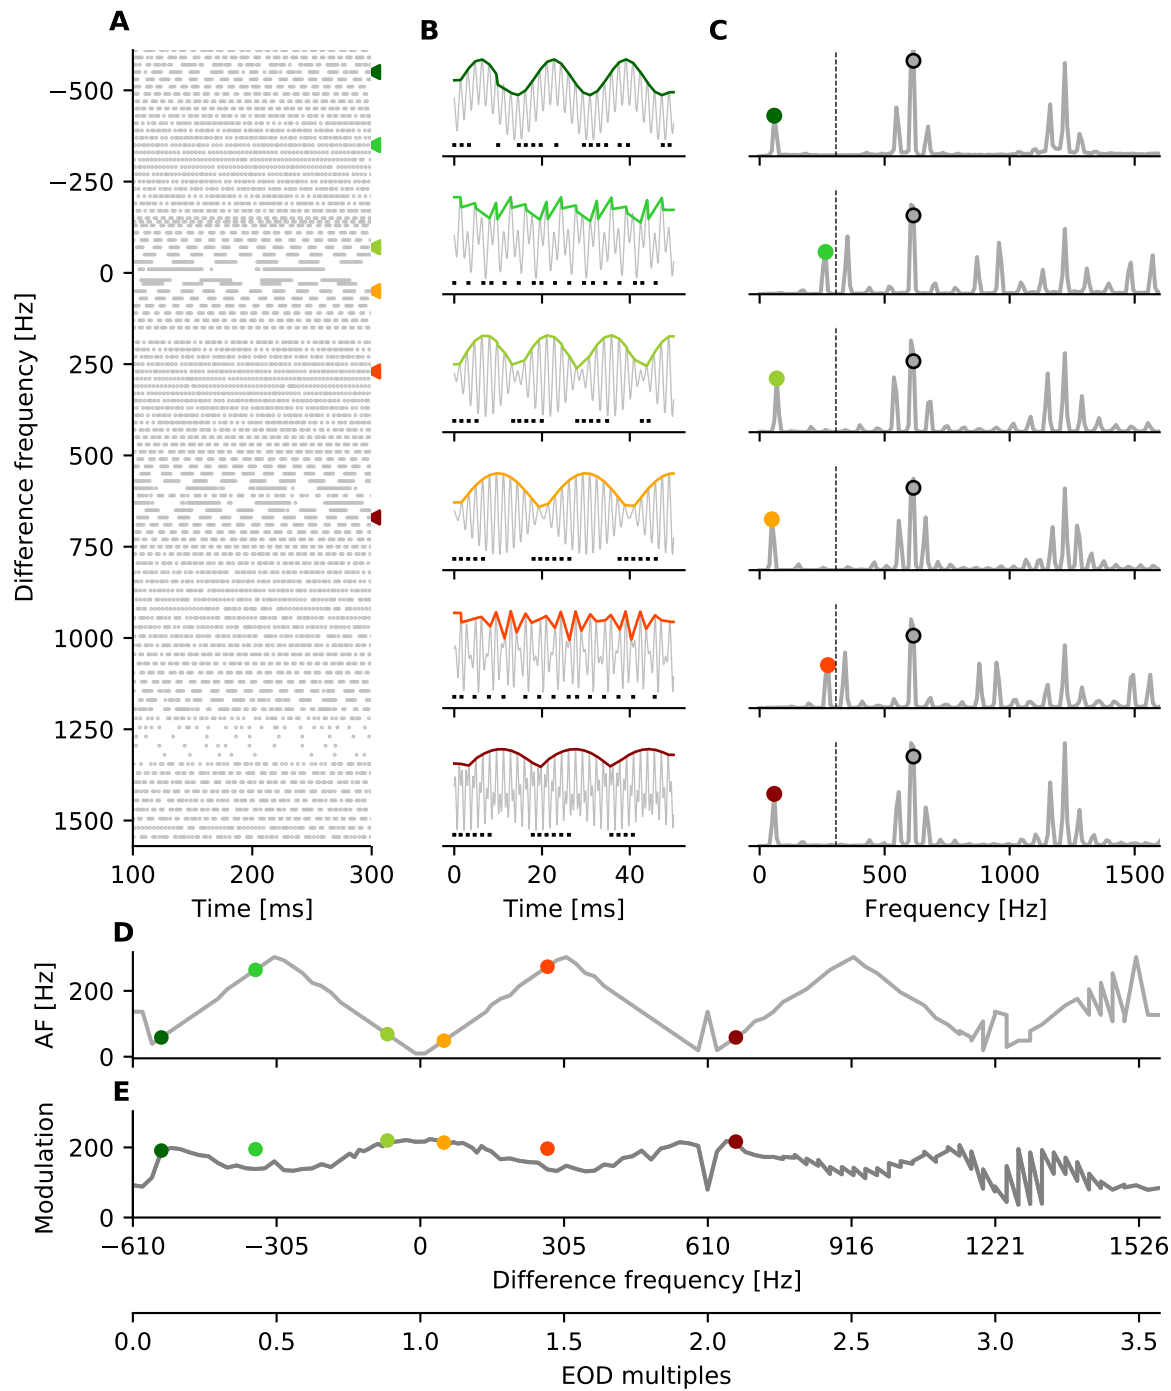 A
B
C
Difference frequency [Hz]
−500
−250
0
250
500
750
1000
1250
1500
100 200 300
Time [ms]
0 20 40
Time [ms]
0 500 1000 1500
Frequency [Hz]
D
AF [Hz]
200
0
E
Modulation
200
0
−610 −305 0 305 610 916 1221 1526
Difference frequency [Hz]
0.0 0.5 1.0 1.5 2.0 2.5 3.0 3.5
EOD multiples